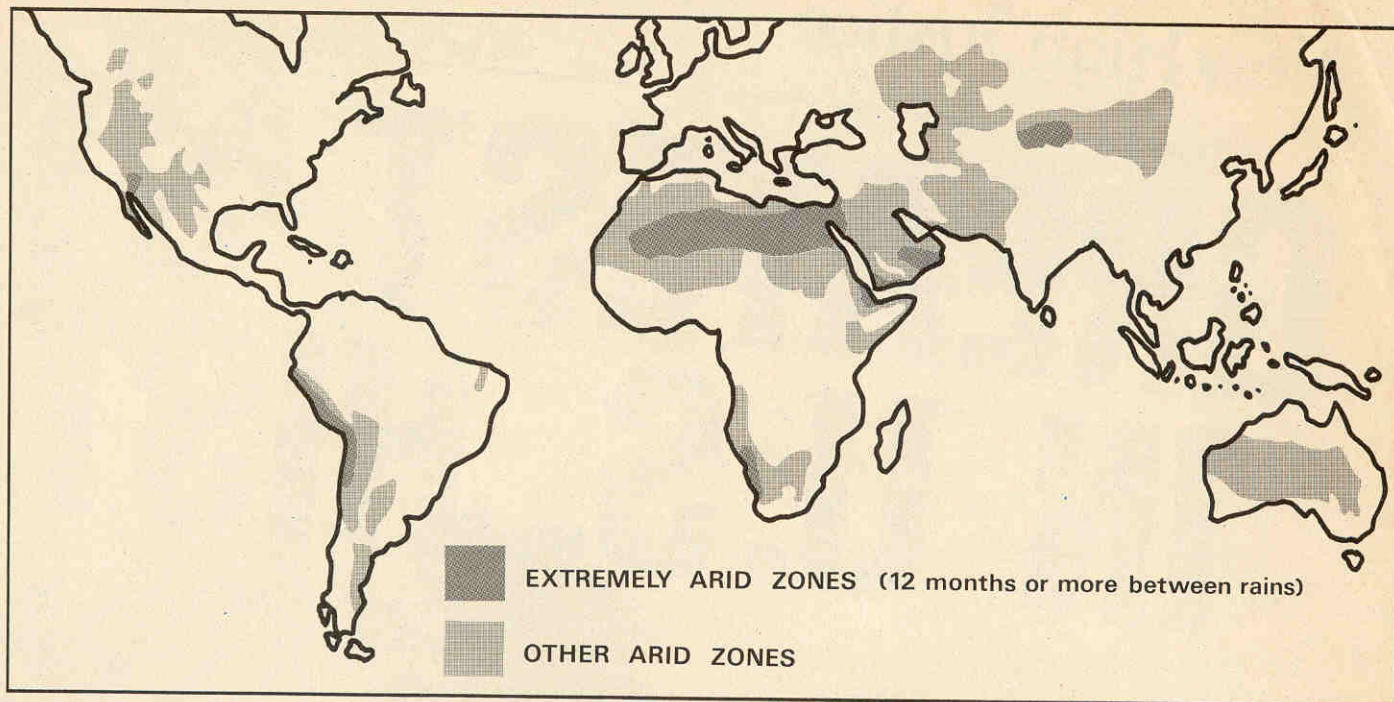 EXTREMELY ARID ZONES (12 months or more between rains)
OTHER ARID ZONES